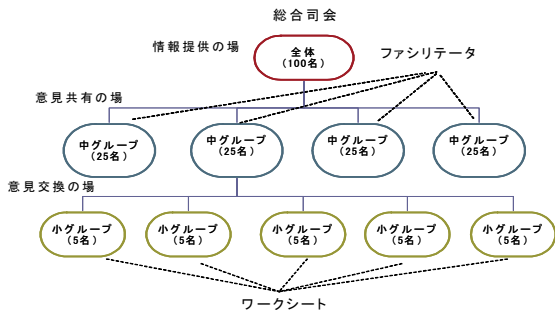 総合司会
情報提供の場
全体
(100名)
ファシリテータ
意見共有の場
中グループ
(25名)
中グループ
(25名)
中グループ
(25名)
中グループ
(25名)
意見交換の場
小グループ
(5名)
小グループ
(5名)
小グループ
(5名)
小グループ
(5名)
小グループ
(5名)
ワークシート